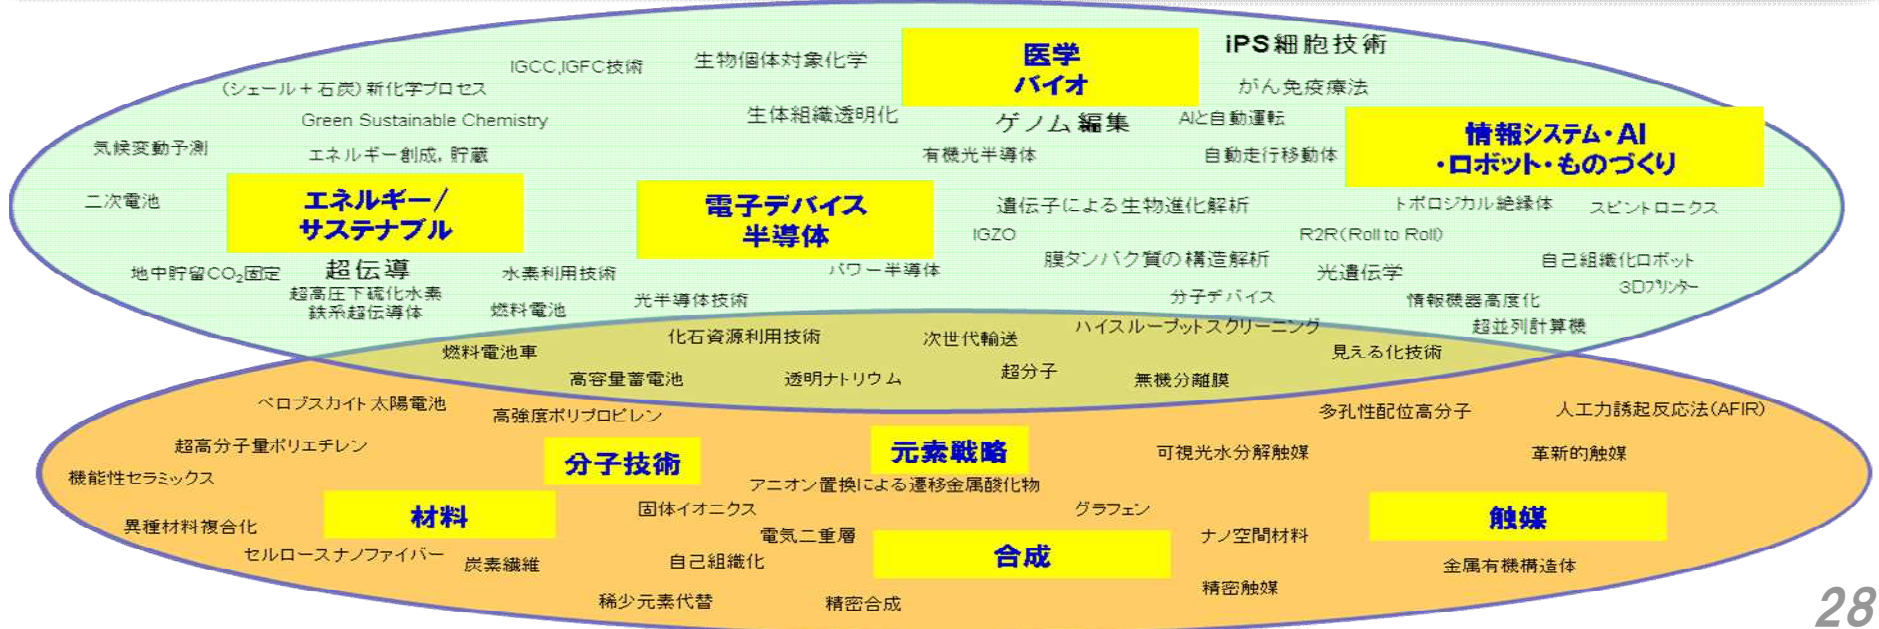 iPS細胞技術
医学
バイオ
生物個体対象化学
IGCC,IGFC技術
(シェール+石炭)新化学プロセス
がん免疫療法
生体組織透明化
Green Sustainable Chemistry
ゲノム編集
AIと自動運転
情報システム・AI
・ロボット・ものづくり
気候変動予測
エネルギー創成, 貯蔵
有機光半導体
自動走行移動体
二次電池
エネルギー/
サステナブル
電子デバイス
半導体
遺伝子による生物進化解析
トポロジカル絶縁体
スピントロニクス
IGZO
R2R(Roll to Roll)
地中貯留CO₂固定
超伝導
水素利用技術
パワー半導体
膜タンパク質の構造解析
光遺伝学
自己組織化ロボット
超高圧下硫化水素
鉄系超伝導体
燃料電池
光半導体技術
分子デバイス
情報機器高度化
3Dプリンター
超並列計算機
燃料電池車
化石資源利用技術
次世代輸送
ハイスループットスクリーニング
見える化技術
高容量蓄電池
透明ナトリウム
超分子
無機分離膜
ペロブスカイト太陽電池
高強度ポリプロピレン
多孔性配位高分子
人工力誘起反応法(AFIR)
超高分子量ポリエチレン
分子技術
元素戦略
可視光水分解触媒
革新的触媒
機能性セラミックス
アニオン置換による遷移金属酸化物
材料
固体イオニクス
グラフェン
触媒
異種材料複合化
電気二重層
ナノ空間材料
セルロースナノファイバー
炭素繊維
自己組織化
合成
金属有機構造体
稀少元素代替
精密合成
精密触媒
28